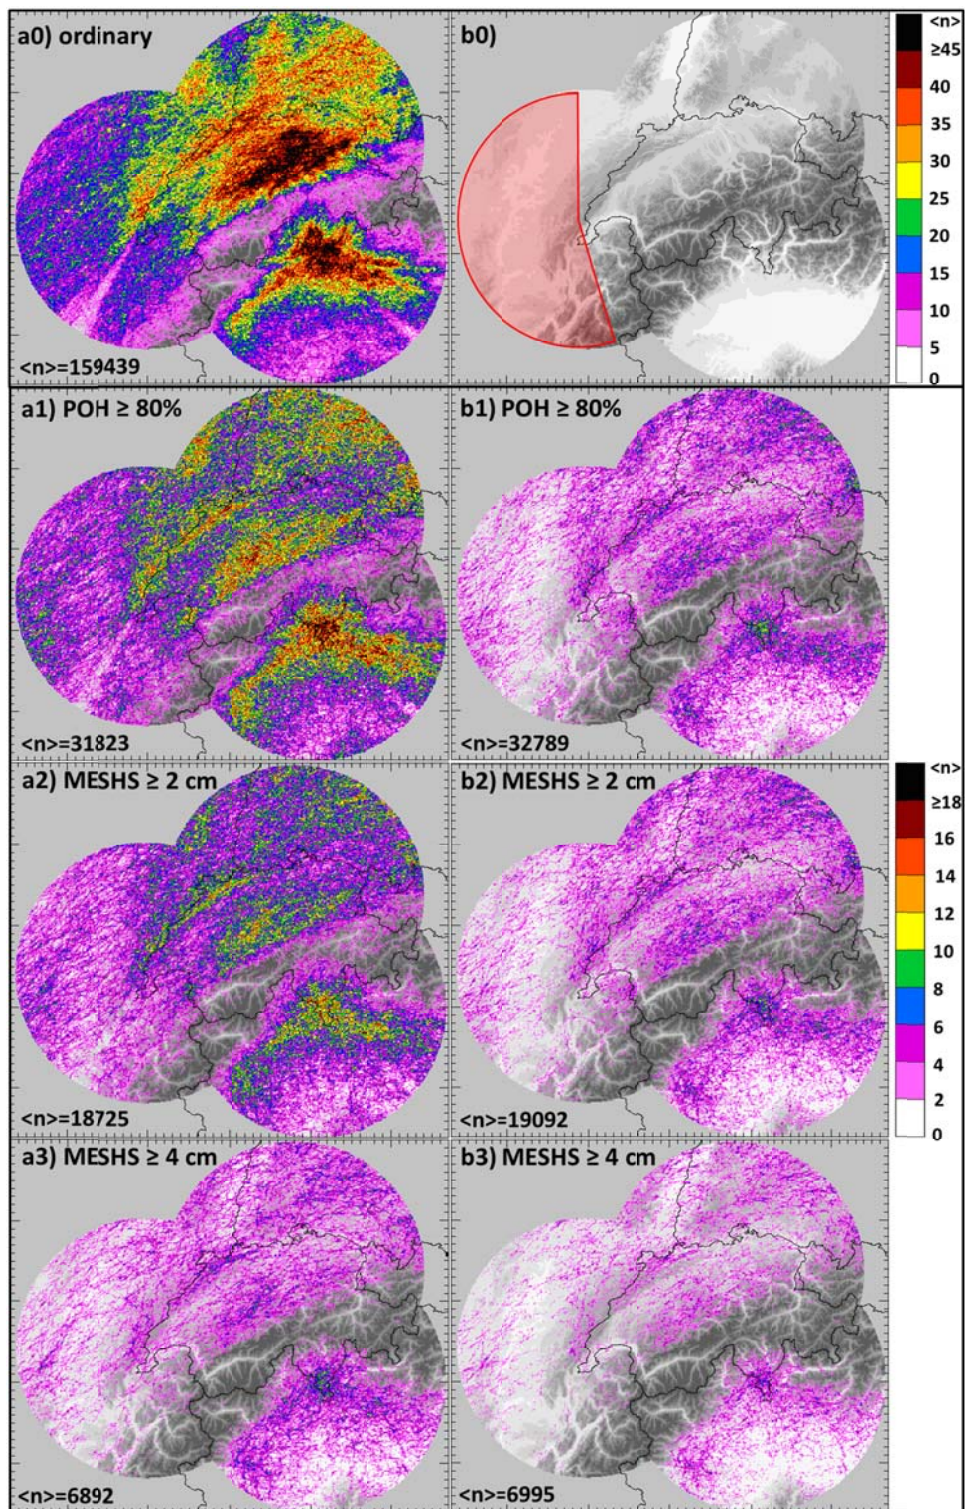 a0) ordinary
<n>=159439
b0)
<n>
≥45
40
35
30
25
20
15
10
5
0
a1) POH ≥ 80%
<n>=31823
b1) POH ≥ 80%
<n>=32789
a2) MESHS ≥ 2 cm
<n>=18725
b2) MESHS ≥ 2 cm
<n>=19092
<n>
≥18
16
14
12
10
8
6
4
2
0
a3) MESHS ≥ 4 cm
<n>=6892
b3) MESHS ≥ 4 cm
<n>=6995